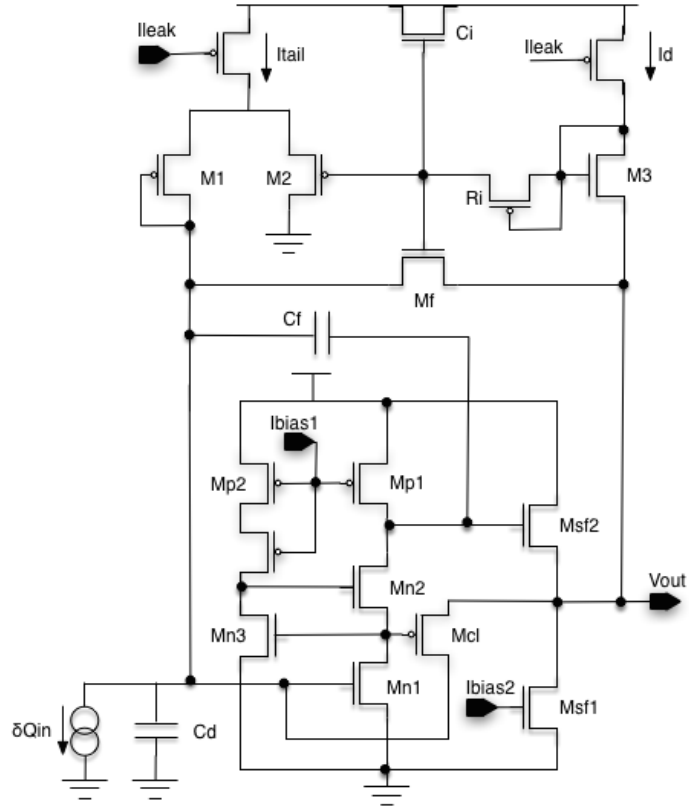 Ileak
Itail
Ci
Ileak
Id
M1
M2
M3
Ri
Mf
Cf
Ibias1
Mp2
Mp1
Msf2
Mn2
Vout
Mn3
Mcl
Mn1
Ibias2
Msf1
δQin
Cd